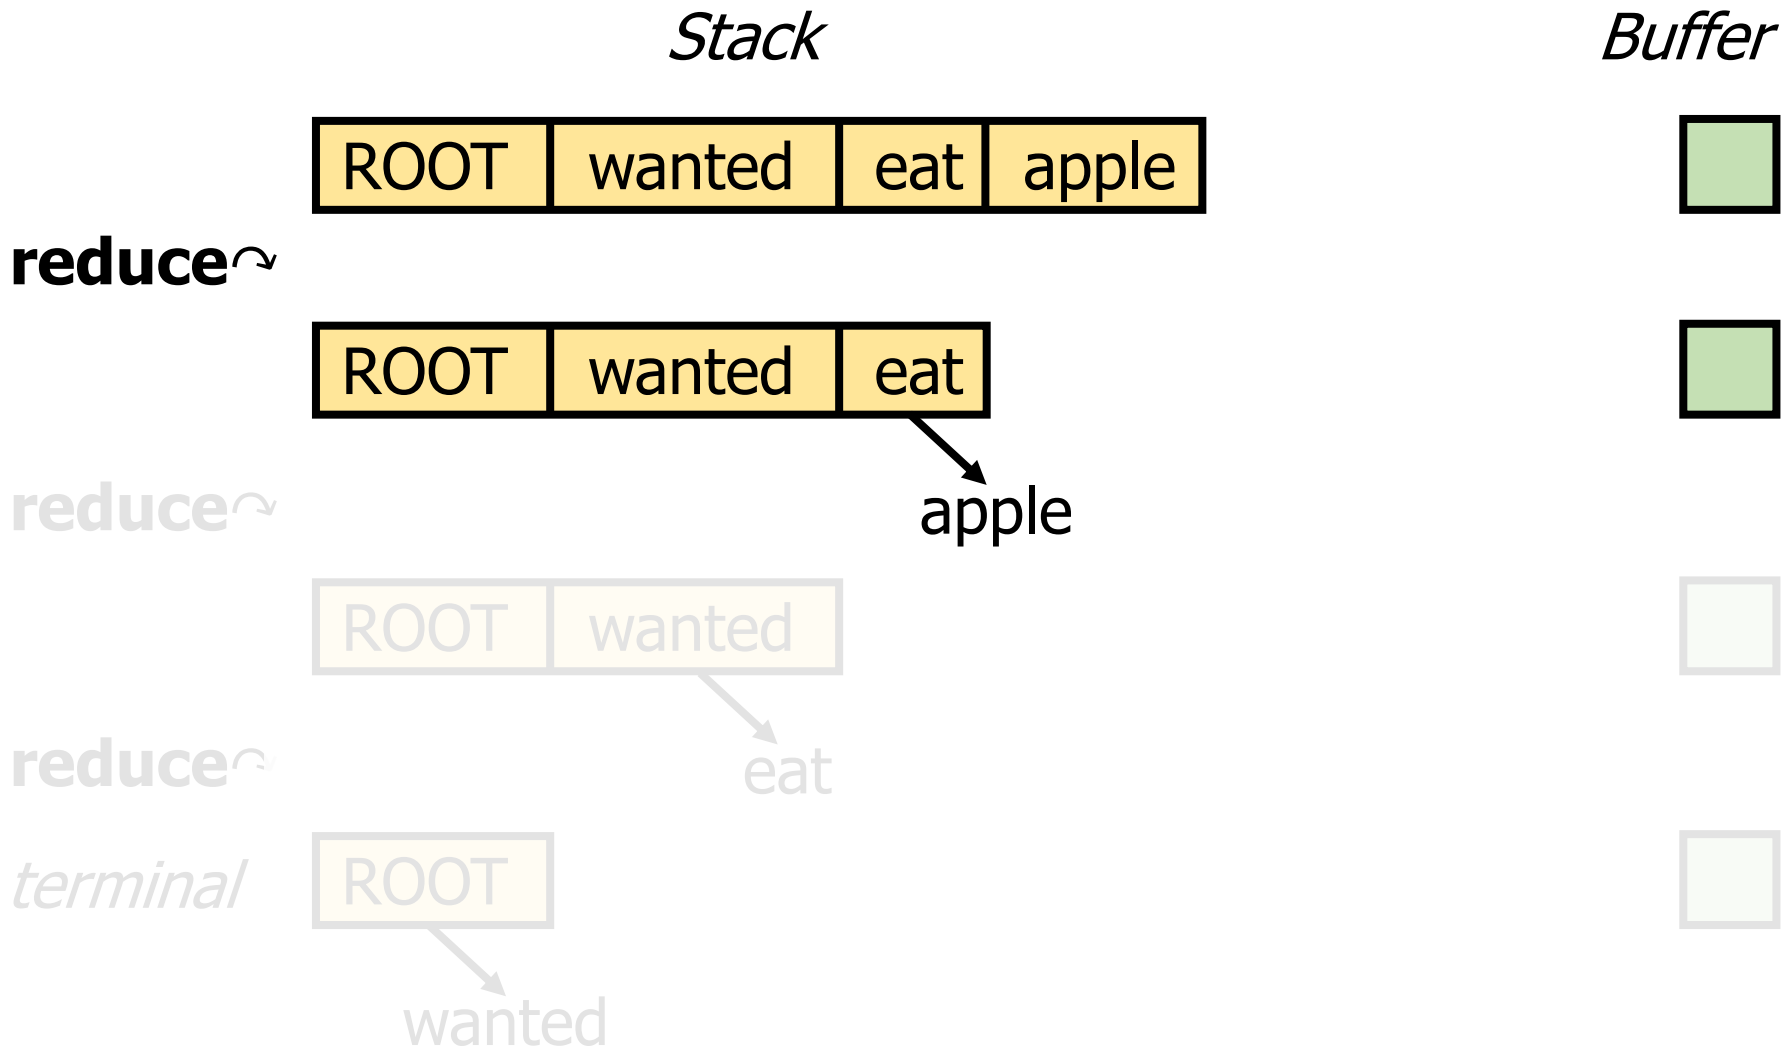 Stack Buffer
ROOT wanted eat apple
reduce↷
ROOT wanted eat
reduce↷ apple
ROOT wanted
reduce↷ eat
terminal ROOT
wanted